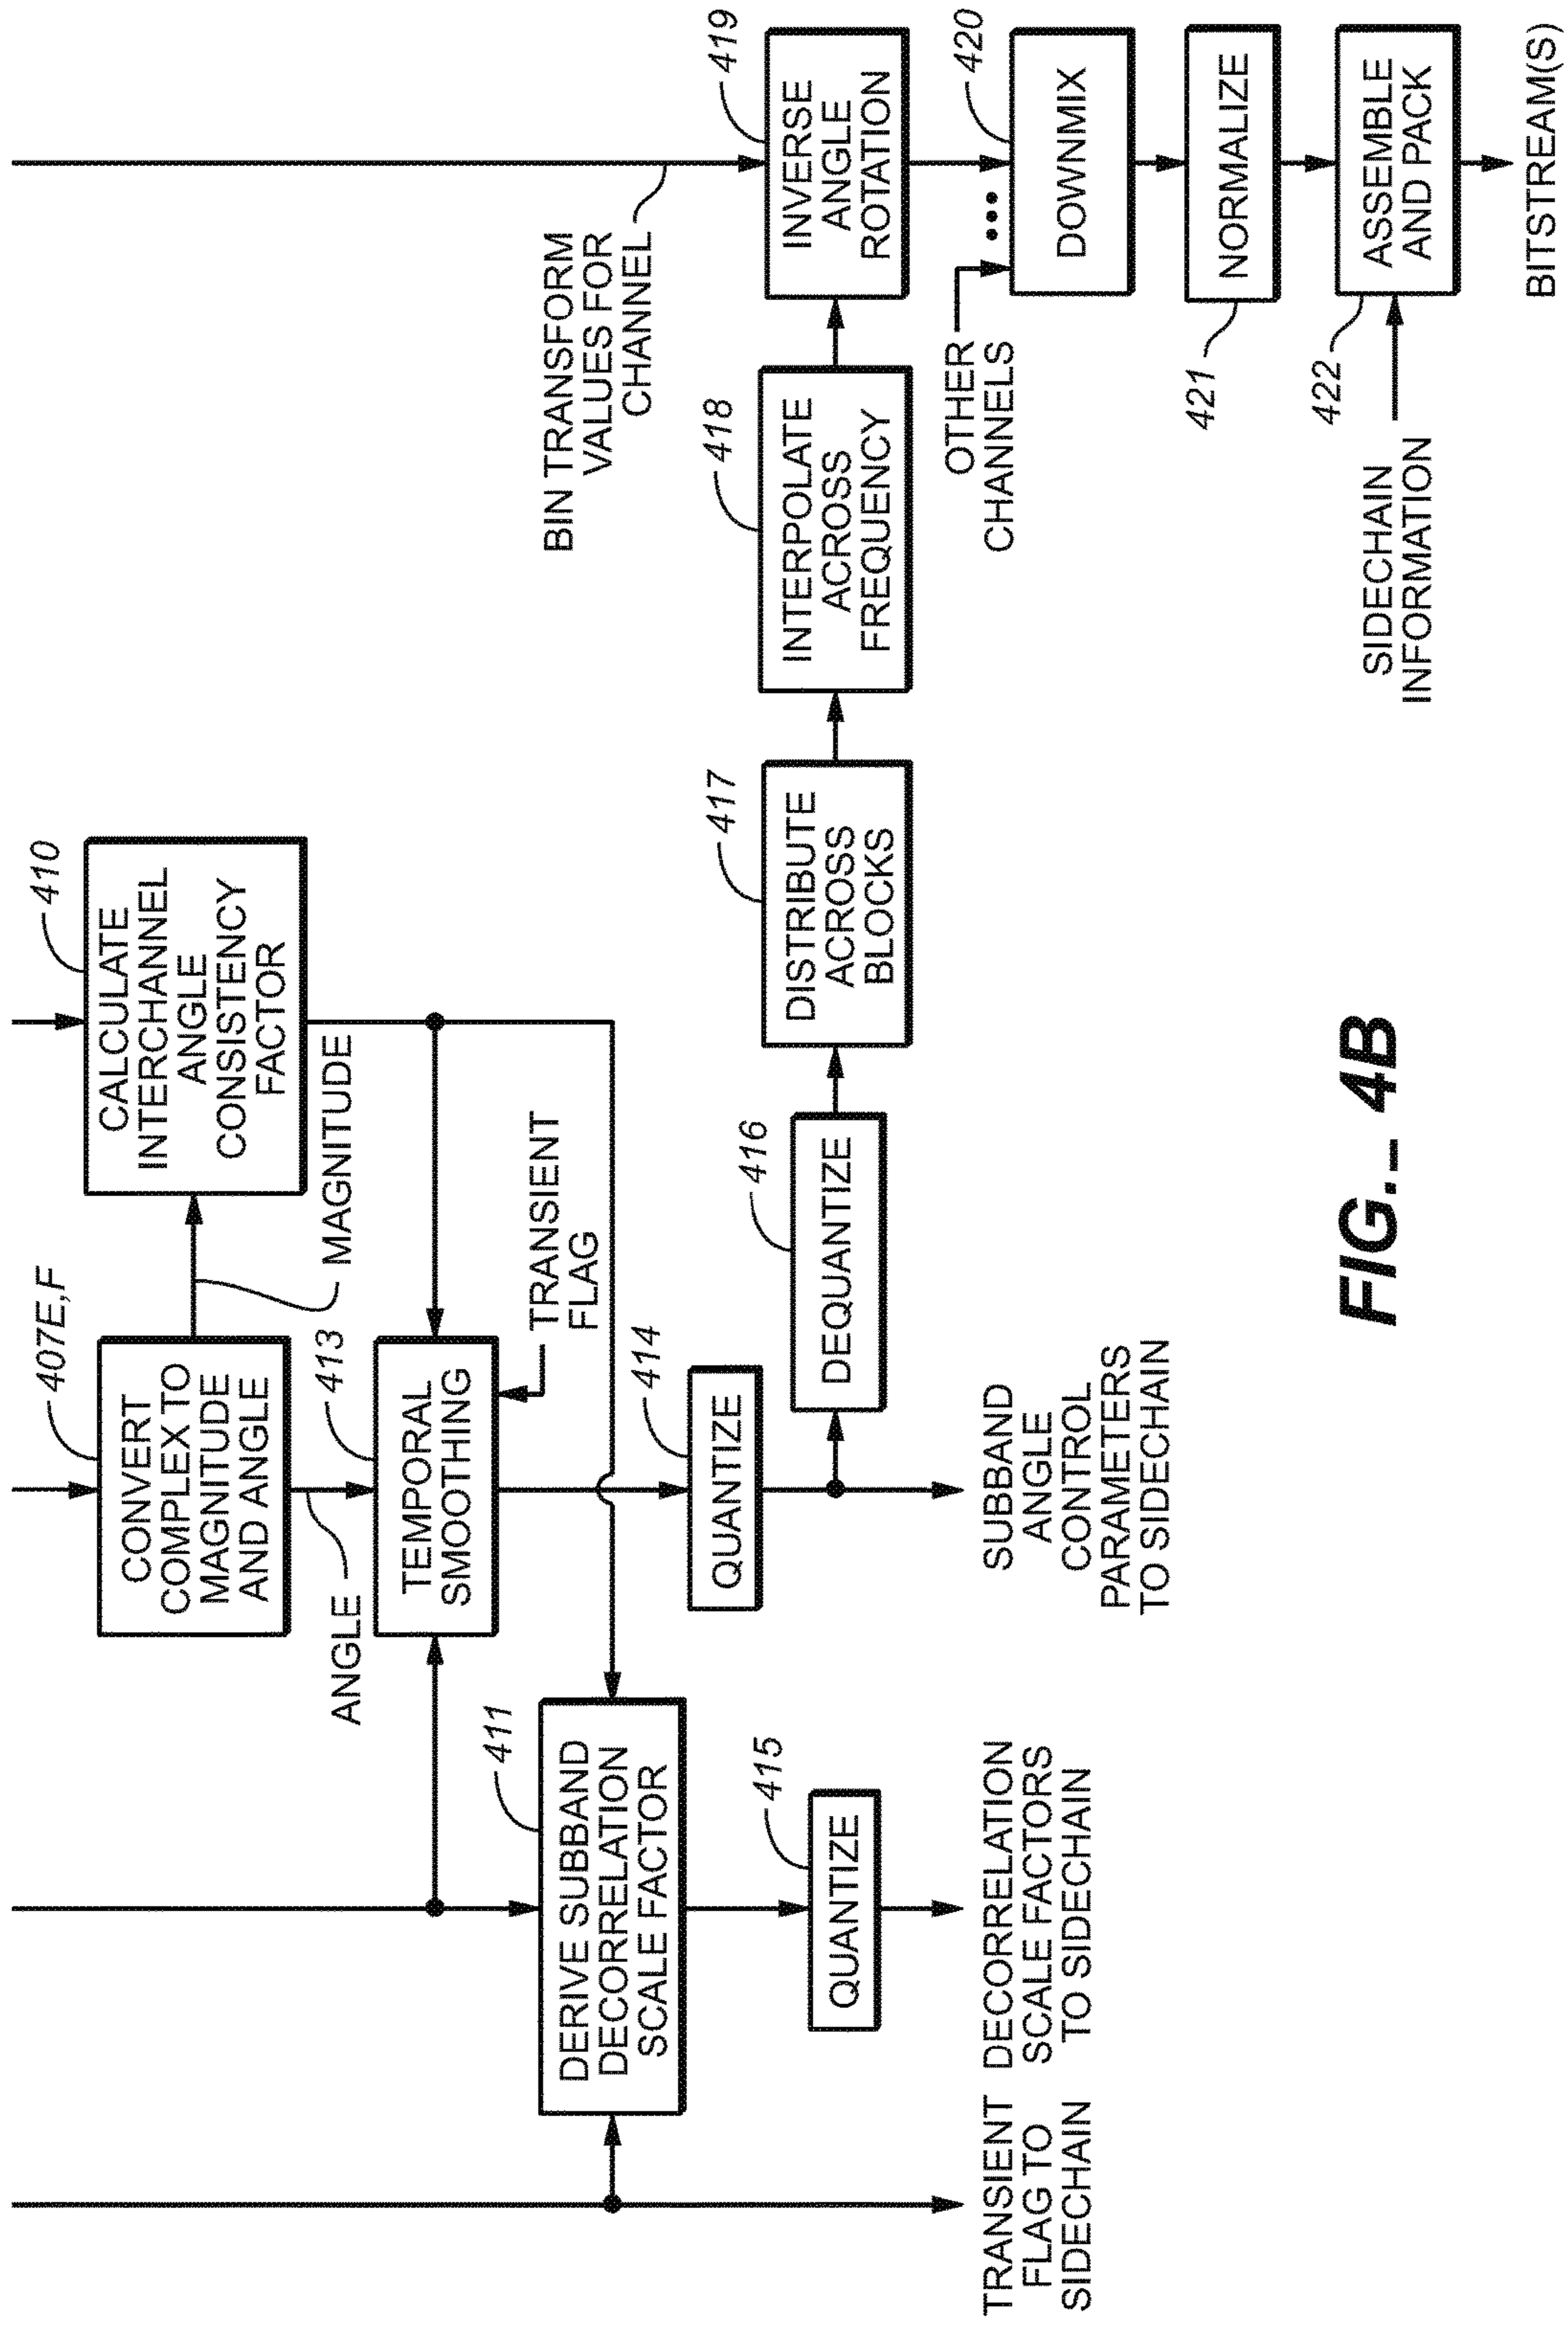 407E,F
CONVERT
COMPLEX TO
MAGNITUDE
AND ANGLE
410
CALCULATE
INTERCHANNEL
ANGLE
CONSISTENCY
FACTOR
MAGNITUDE
ANGLE
413
TEMPORAL
SMOOTHING
TRANSIENT
FLAG
411
DERIVE SUBBAND
DECORRELATION
SCALE FACTOR
414
QUANTIZE
415
QUANTIZE
416
DEQUANTIZE
417
DISTRIBUTE
ACROSS
BLOCKS
418
INTERPOLATE
ACROSS
FREQUENCY
BIN TRANSFORM
VALUES FOR
CHANNEL
419
INVERSE
ANGLE
ROTATION
OTHER
CHANNELS
420
DOWNMIX
421
NORMALIZE
422
ASSEMBLE
AND PACK
SIDECHAIN
INFORMATION
BITSTREAM(S)
TRANSIENT
FLAG TO
SIDECHAIN
DECORRELATION
SCALE FACTORS
TO SIDECHAIN
SUBBAND
ANGLE
CONTROL
PARAMETERS
TO SIDECHAIN
FIG._ 4B